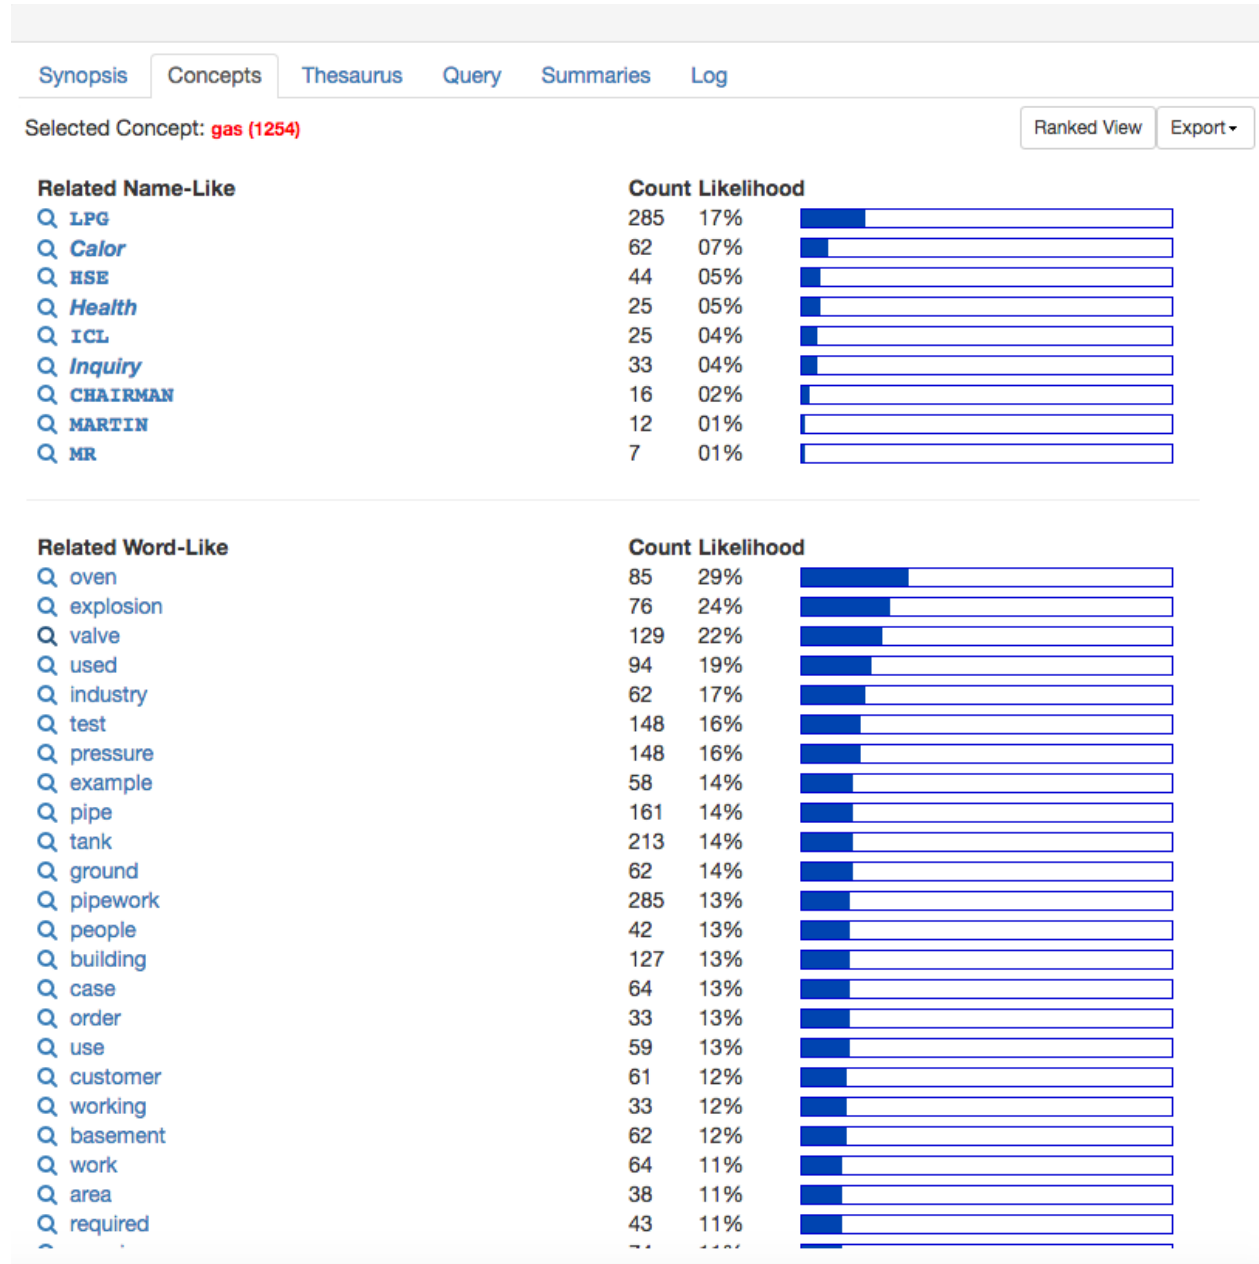 Synopsis Concepts Thesaurus Query Summaries Log
Selected Concept: gas (1254) Ranked View Export
Related Name-Like Count Likelihood
LPG 285 17%
Calor 62 07%
HSE 44 05%
Health 25 05%
ICL 25 04%
Inquiry 33 04%
CHAIRMAN 16 02%
MARTIN 12 01%
MR 7 01%
Related Word-Like Count Likelihood
oven 85 29%
explosion 76 24%
valve 129 22%
used 94 19%
industry 62 17%
test 148 16%
pressure 148 16%
example 58 14%
pipe 161 14%
tank 213 14%
ground 62 14%
pipework 285 13%
people 42 13%
building 127 13%
case 64 13%
order 33 13%
use 59 13%
customer 61 12%
working 33 12%
basement 62 12%
work 64 11%
area 38 11%
required 43 11%